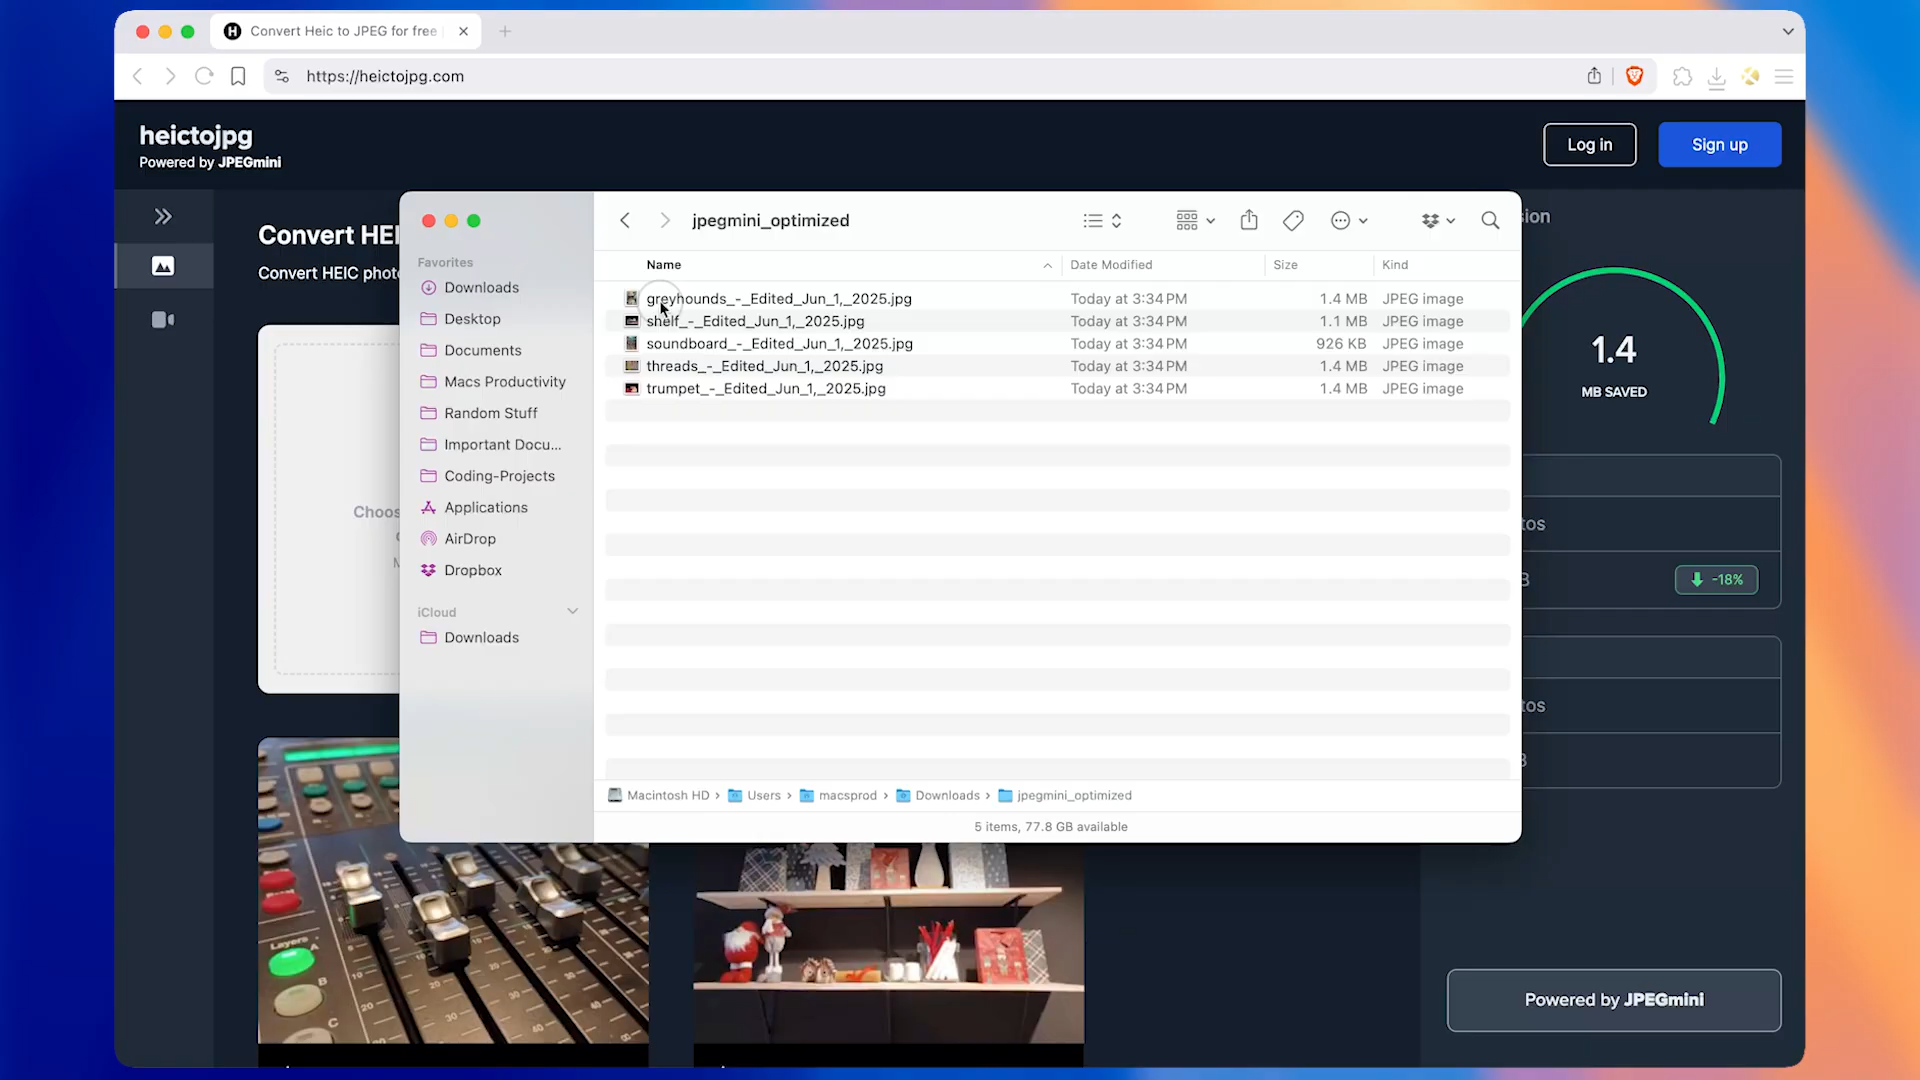 Convert Heic to JPEG for free
https://heictojpg.com
heictojpg
Powered by JPEGmini
Log in
Sign up
Convert HEI
Convert HEIC photo
Choos
jpegmini_optimized
Favorites
Downloads
Desktop
Documents
Macs Productivity
Random Stuff
Important Docu...
Coding-Projects
Applications
AirDrop
Dropbox
iCloud
Downloads
Name Date Modified Size Kind
greyhounds_-_Edited_Jun_1,_2025.jpg Today at 3:34 PM 1.4 MB JPEG image
shelf_-_Edited_Jun_1,_2025.jpg Today at 3:34 PM 1.1 MB JPEG image
soundboard_-_Edited_Jun_1,_2025.jpg Today at 3:34 PM 926 KB JPEG image
threads_-_Edited_Jun_1,_2025.jpg Today at 3:34 PM 1.4 MB JPEG image
trumpet_-_Edited_Jun_1,_2025.jpg Today at 3:34 PM 1.4 MB JPEG image
Macintosh HD › Users › macsprod › Downloads › jpegmini_optimized
5 items, 77.8 GB available
sion
1.4
MB SAVED
tos
B -18%
tos
B
Layers
A
B
C
Powered by JPEGmini